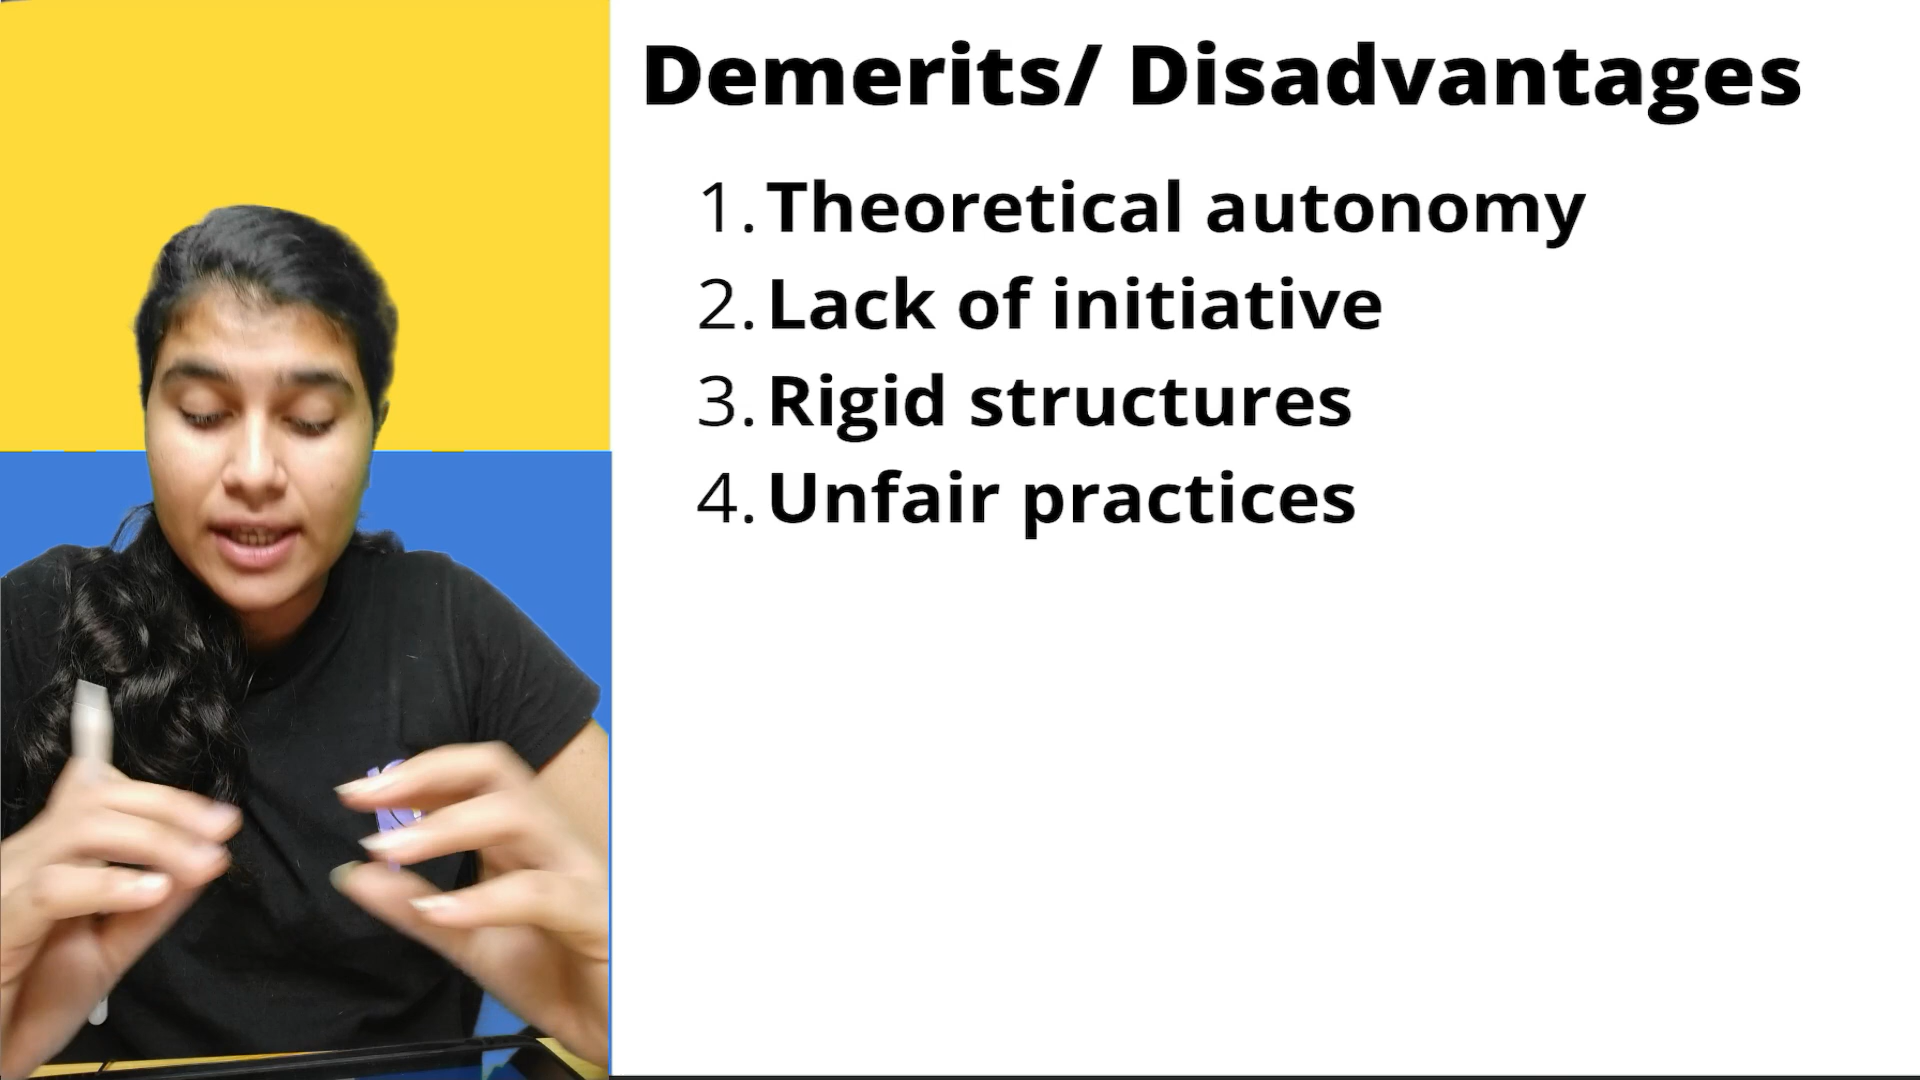 Demerits/ Disadvantages
1. Theoretical autonomy
2. Lack of initiative
3. Rigid structures
4. Unfair practices